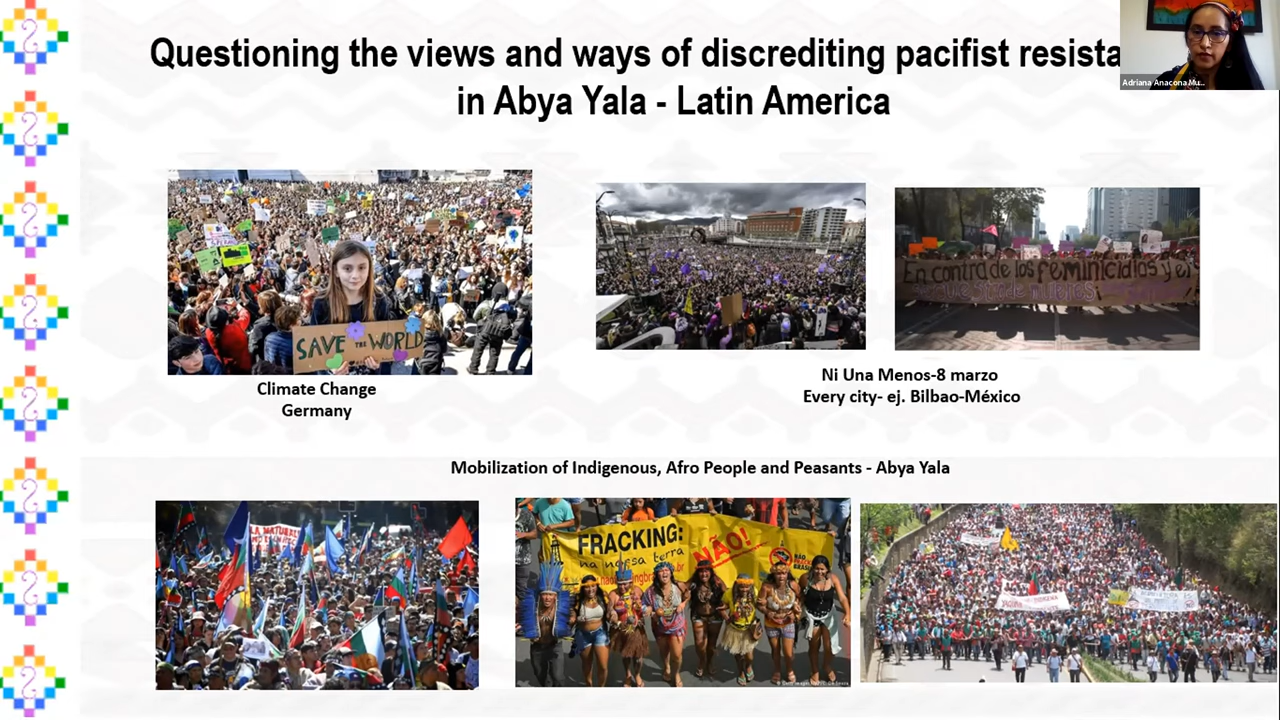 Questioning the views and ways of discrediting pacifist resista
in Abya Yala - Latin America
Adriana Anacona Mu...
SAVE THE WORLD
En contra de los feminicidios y el
Climate Change
Germany
Ni Una Menos-8 marzo
Every city- ej. Bilbao-México
Mobilization of Indigenous, Afro People and Peasants - Abya Yala
FRACKING:
na nossa terra
NÃO!